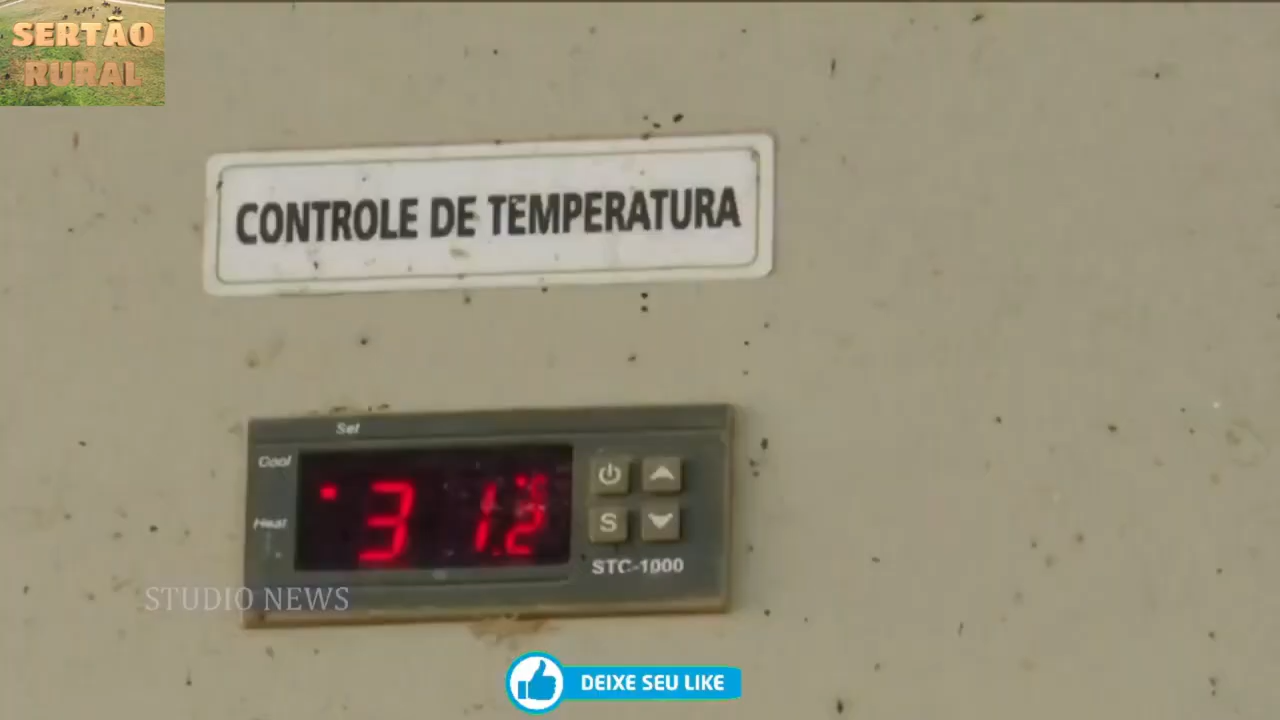 SERTÃO
RURAL
CONTROLE DE TEMPERATURA
Set
Cool
Heat
31.2
°C
S
STC-1000
STUDIO NEWS
DEIXE SEU LIKE